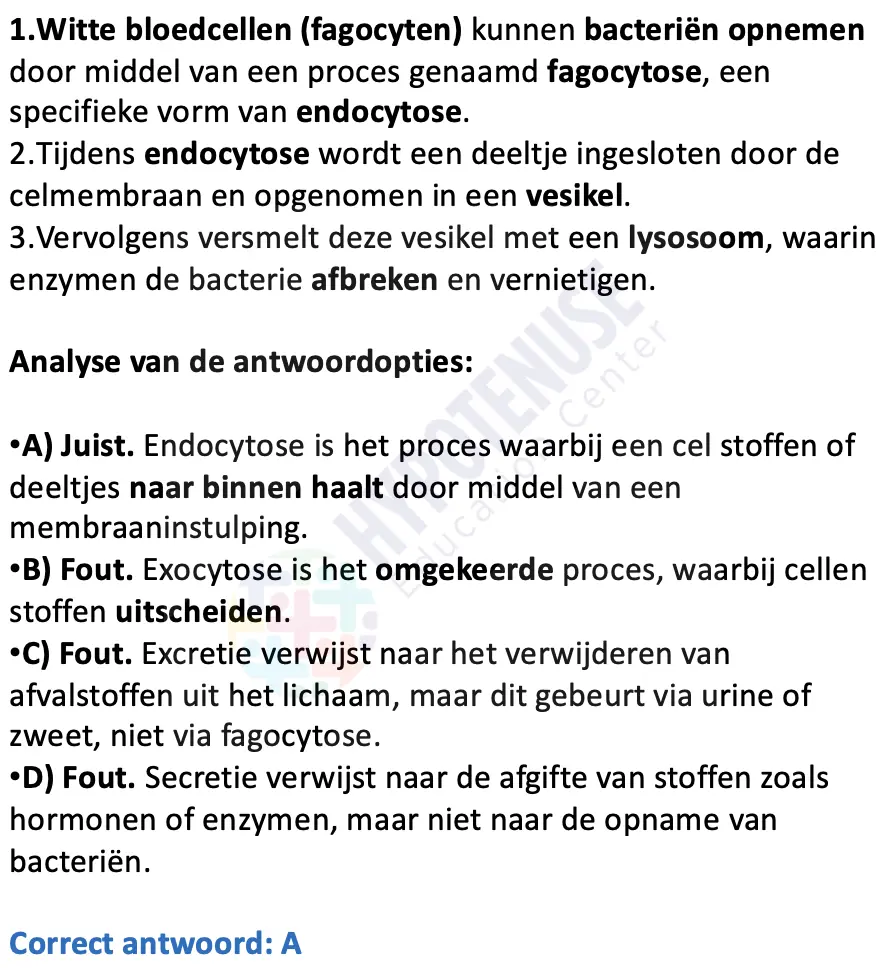 1.Witte bloedcellen (fagocyten) kunnen bacteriën opnemen
door middel van een proces genaamd fagocytose, een
specifieke vorm van endocytose.
2.Tijdens endocytose wordt een deeltje ingesloten door de
celmembraan en opgenomen in een vesikel.
3.Vervolgens versmelt deze vesikel met een lysosoom, waarin
enzymen de bacterie afbreken en vernietigen.
Analyse van de antwoordopties:
•A) Juist. Endocytose is het proces waarbij een cel stoffen of
deeltjes naar binnen haalt door middel van een
membraaninstulping.
•B) Fout. Exocytose is het omgekeerde proces, waarbij cellen
stoffen uitscheiden.
•C) Fout. Excretie verwijst naar het verwijderen van
afvalstoffen uit het lichaam, maar dit gebeurt via urine of
zweet, niet via fagocytose.
•D) Fout. Secretie verwijst naar de afgifte van stoffen zoals
hormonen of enzymen, maar niet naar de opname van
bacteriën.
Correct antwoord: A
HYPOTENUSE
Education Center